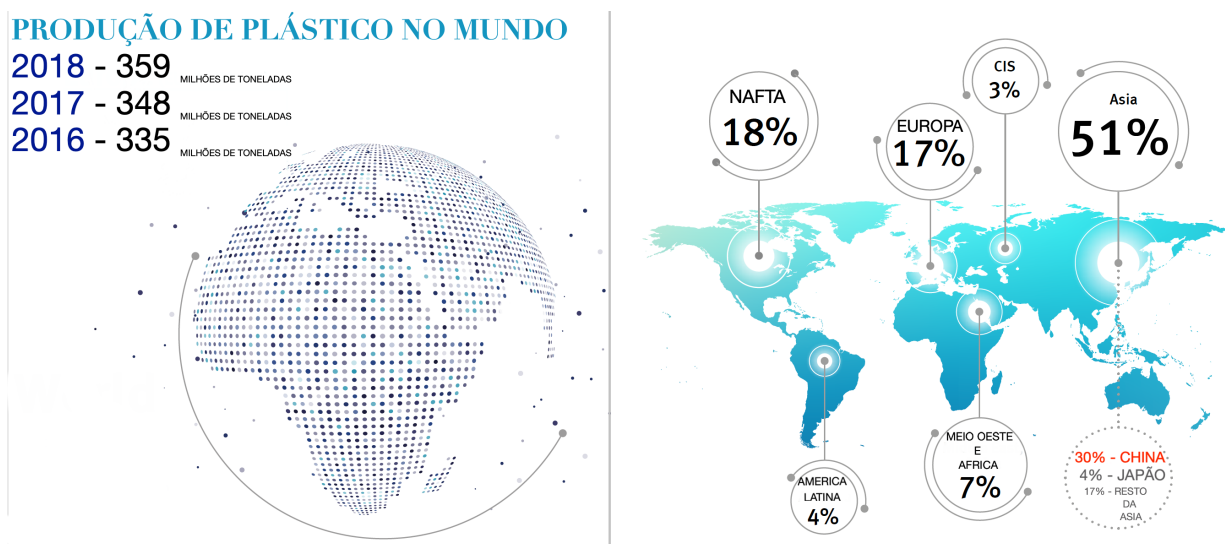 PRODUÇÃO DE PLÁSTICO NO MUNDO
2018 - 359 MILHÕES DE TONELADAS
2017 - 348 MILHÕES DE TONELADAS
2016 - 335 MILHÕES DE TONELADAS
NAFTA
18%
EUROPA
17%
CIS
3%
Asia
51%
AMERICA
LATINA
4%
MEIO OESTE
E
AFRICA
7%
30% - CHINA
4% - JAPÃO
17% - RESTO
DA
ASIA